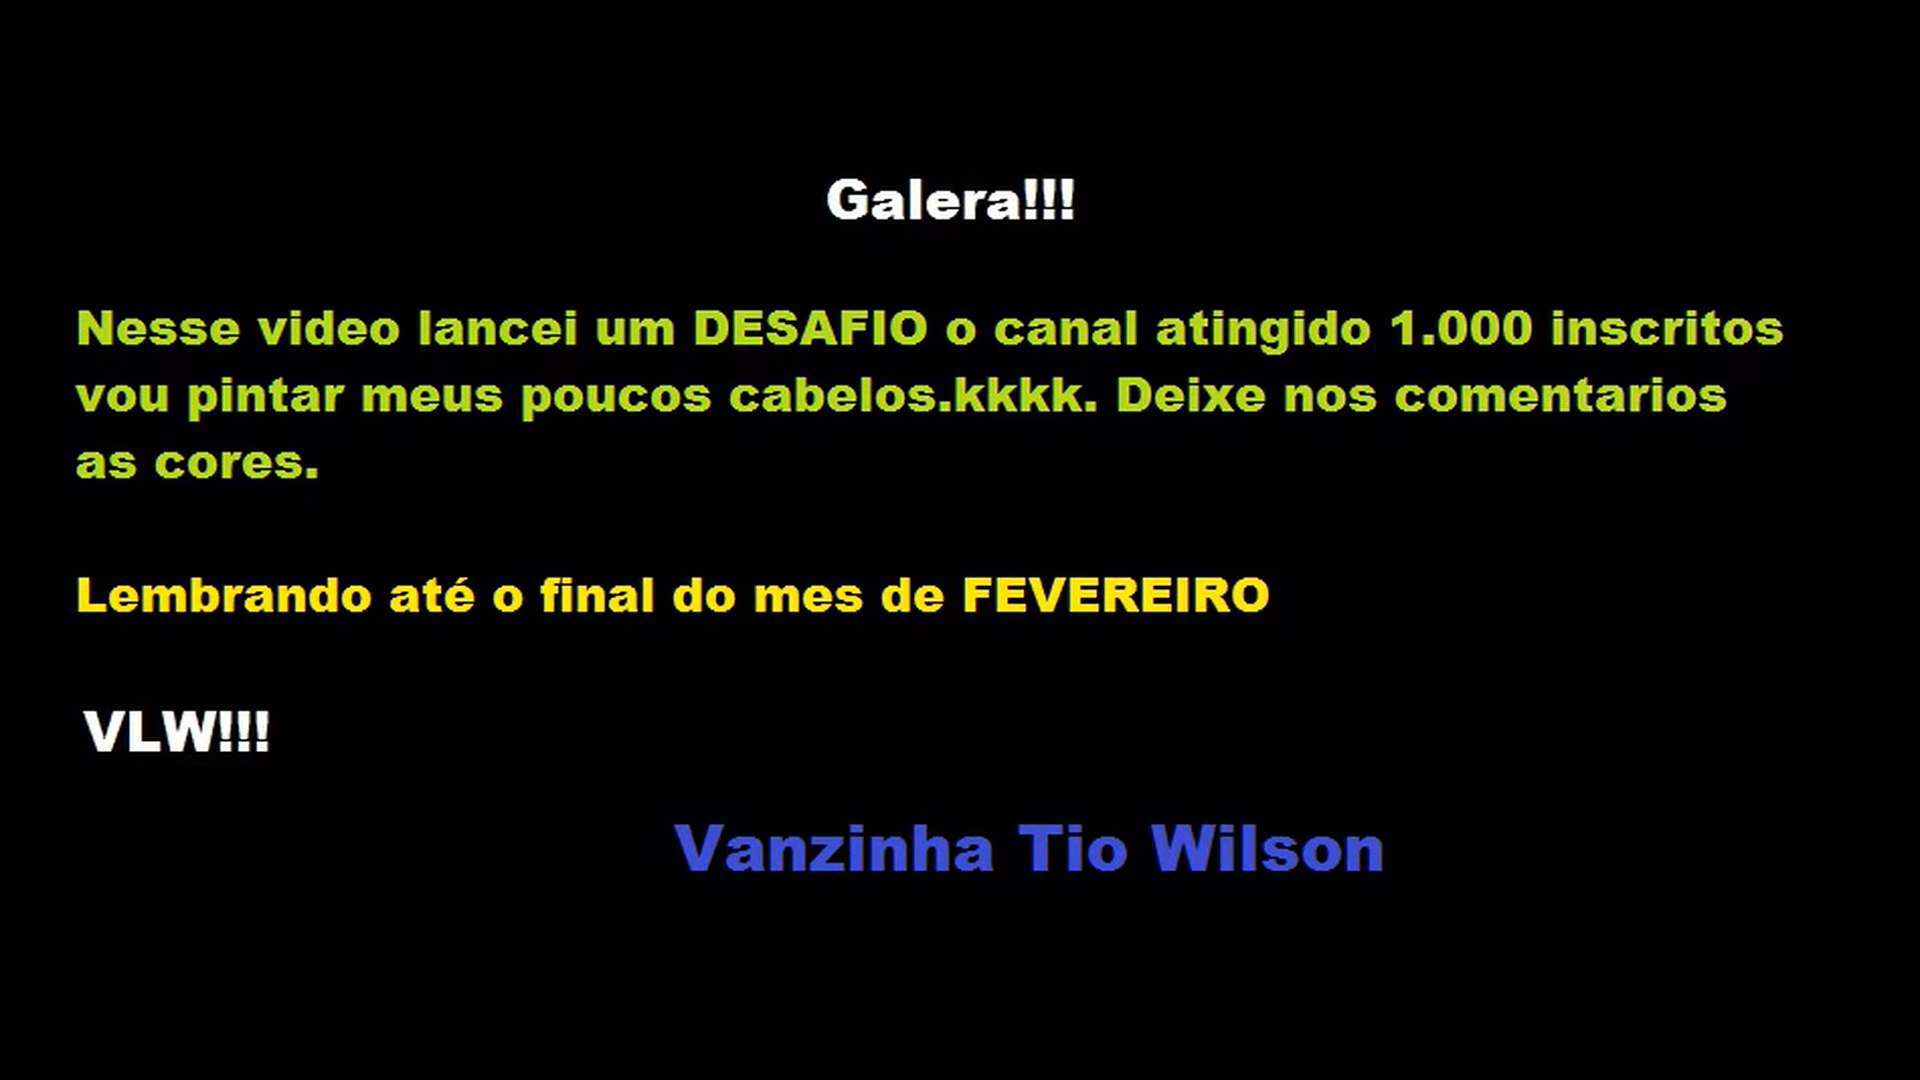 Galera!!!
Nesse video lancei um DESAFIO o canal atingido 1.000 inscritos
vou pintar meus poucos cabelos.kkkk. Deixe nos comentarios
as cores.
Lembrando até o final do mes de FEVEREIRO
VLW!!!
Vanzinha Tio Wilson